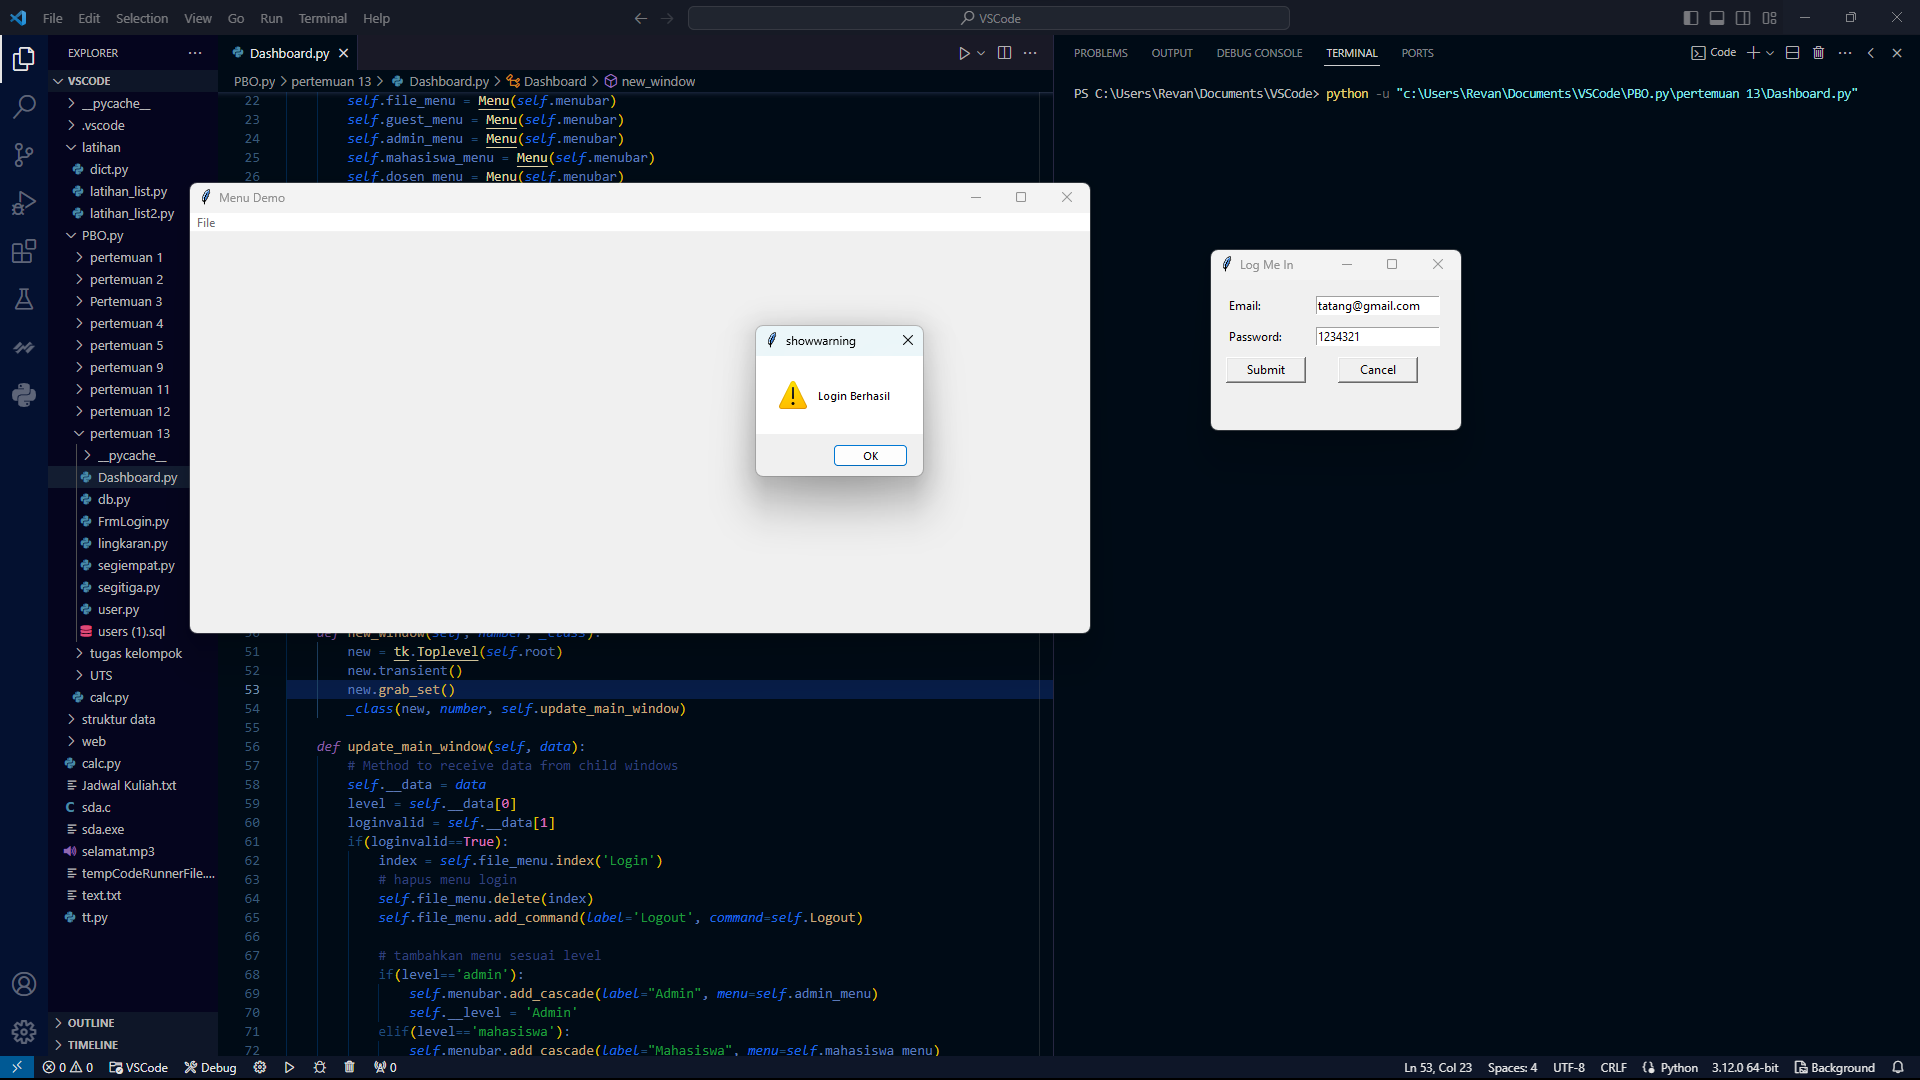 File Edit Selection View Go Run Terminal Help
VSCode
EXPLORER
VSCODE
__pycache__
.vscode
latihan
dict.py
latihan_list.py
latihan_list2.py
PBO.py
pertemuan 1
pertemuan 2
Pertemuan 3
pertemuan 4
pertemuan 5
pertemuan 9
pertemuan 11
pertemuan 12
pertemuan 13
__pycache__
Dashboard.py
db.py
FrmLogin.py
lingkaran.py
segiempat.py
segitiga.py
user.py
users (1).sql
tugas kelompok
UTS
calc.py
struktur data
web
calc.py
Jadwal Kuliah.txt
sda.c
sda.exe
selamat.mp3
tempCodeRunnerFile....
text.txt
tt.py
OUTLINE
TIMELINE
Dashboard.py
PBO.py > pertemuan 13 > Dashboard.py > Dashboard > new_window
22 self.file_menu = Menu(self.menubar)
23 self.guest_menu = Menu(self.menubar)
24 self.admin_menu = Menu(self.menubar)
25 self.mahasiswa_menu = Menu(self.menubar)
26 self.dosen_menu = Menu(self.menubar)
Menu Demo
File
showwarning
Login Berhasil
OK
Log Me In
Email: tatang@gmail.com
Password: 1234321
Submit Cancel
50 def new_window(self, number, _class):
51 new = tk.Toplevel(self.root)
52 new.transient()
53 new.grab_set()
54 _class(new, number, self.update_main_window)
55
56 def update_main_window(self, data):
57 # Method to receive data from child windows
58 self.__data = data
59 level = self.__data[0]
60 loginvalid = self.__data[1]
61 if(loginvalid==True):
62 index = self.file_menu.index('Login')
63 # hapus menu login
64 self.file_menu.delete(index)
65 self.file_menu.add_command(label='Logout', command=self.Logout)
66
67 # tambahkan menu sesuai level
68 if(level=='admin'):
69 self.menubar.add_cascade(label="Admin", menu=self.admin_menu)
70 self.__level = 'Admin'
71 elif(level=='mahasiswa'):
72 self.menubar.add_cascade(label="Mahasiswa", menu=self.mahasiswa_menu)
PROBLEMS OUTPUT DEBUG CONSOLE TERMINAL PORTS
Code
PS C:\Users\Revan\Documents\VSCode> python -u "c:\Users\Revan\Documents\VSCode\PBO.py\pertemuan 13\Dashboard.py"
0 0 VSCode Debug 0
Ln 53, Col 23 Spaces: 4 UTF-8 CRLF Python 3.12.0 64-bit Background